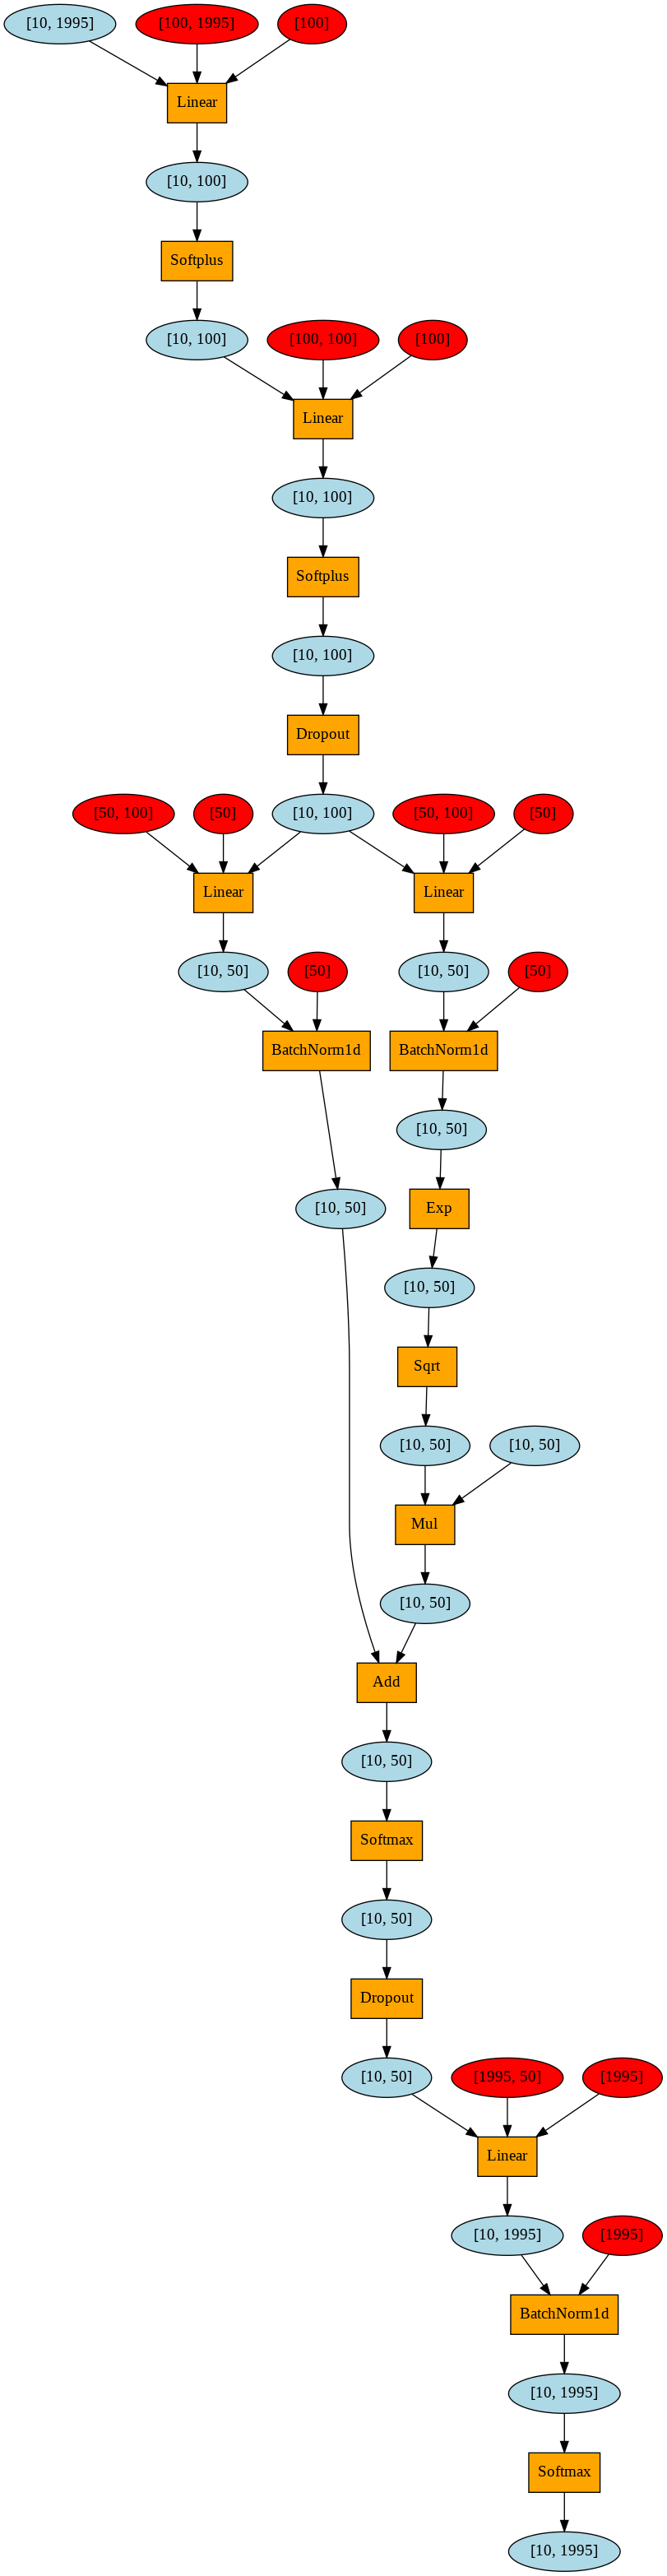 [10, 1995] [100, 1995] [100]
Linear
[10, 100]
Softplus
[10, 100] [100, 100] [100]
Linear
[10, 100]
Softplus
[10, 100]
Dropout
[50, 100] [50] [10, 100] [50, 100] [50]
Linear Linear
[10, 50] [50] [10, 50] [50]
BatchNorm1d BatchNorm1d
[10, 50]
[10, 50] Exp
[10, 50]
Sqrt
[10, 50] [10, 50]
Mul
[10, 50]
Add
[10, 50]
Softmax
[10, 50]
Dropout
[10, 50] [1995, 50] [1995]
Linear
[10, 1995] [1995]
BatchNorm1d
[10, 1995]
Softmax
[10, 1995]